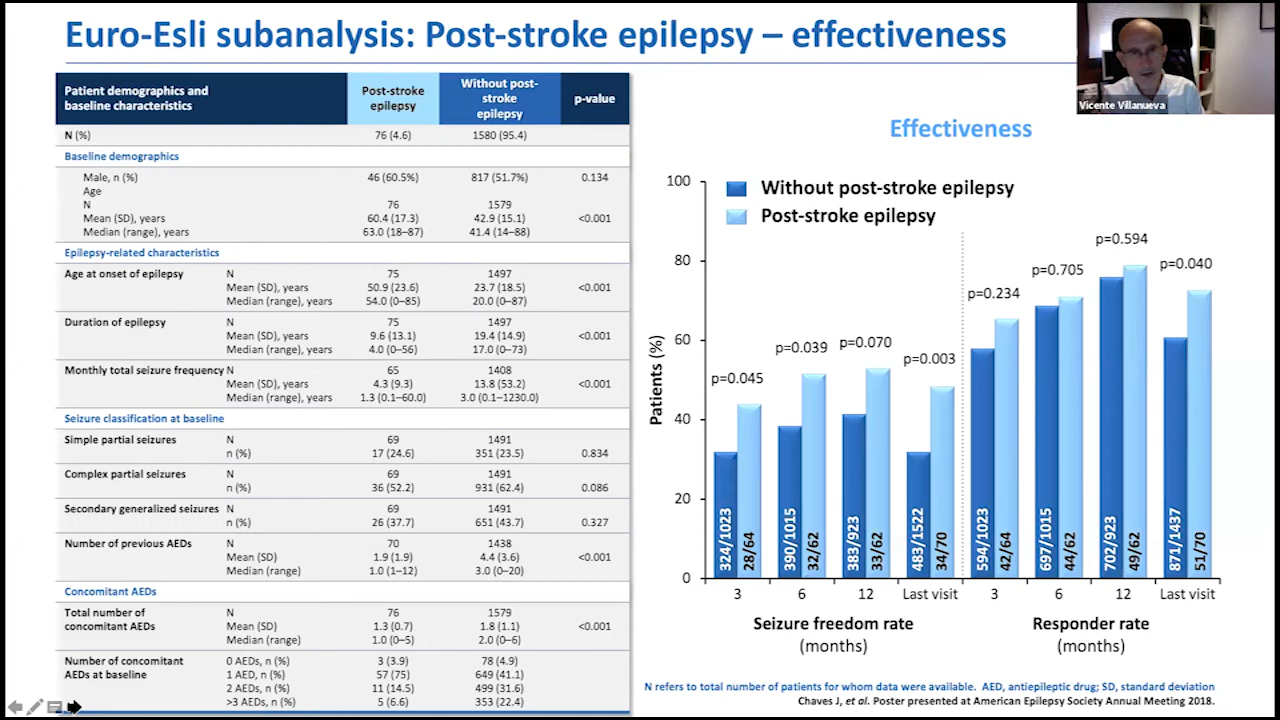 Euro-Esli subanalysis: Post-stroke epilepsy – effectiveness
Vicente Villanueva
Patient demographics and baseline characteristics Post-stroke epilepsy Without post-stroke epilepsy p-value
N (%) 76 (4.6) 1580 (95.4)
Baseline demographics
Male, n (%) 46 (60.5%) 817 (51.7%) 0.134
Age
N 76 1579
Mean (SD), years 60.4 (17.3) 42.9 (15.1) <0.001
Median (range), years 63.0 (18–87) 41.4 (14–88)
Epilepsy-related characteristics
Age at onset of epilepsy N 75 1497
Mean (SD), years 50.9 (23.6) 23.7 (18.5) <0.001
Median (range), years 54.0 (0–85) 20.0 (0–87)
Duration of epilepsy N 75 1497
Mean (SD), years 9.6 (13.1) 19.4 (14.9) <0.001
Median (range), years 4.0 (0–56) 17.0 (0–73)
Monthly total seizure frequency N 65 1408
Mean (SD), years 4.3 (9.3) 13.8 (53.2) <0.001
Median (range), years 1.3 (0.1–60.0) 3.0 (0.1–1230.0)
Seizure classification at baseline
Simple partial seizures N 69 1491
n (%) 17 (24.6) 351 (23.5) 0.834
Complex partial seizures N 69 1491
n (%) 36 (52.2) 931 (62.4) 0.086
Secondary generalized seizures N 69 1491
n (%) 26 (37.7) 651 (43.7) 0.327
Number of previous AEDs N 70 1438
Mean (SD) 1.9 (1.9) 4.4 (3.6) <0.001
Median (range) 1.0 (1–12) 3.0 (0–20)
Concomitant AEDs
Total number of N 76 1579
concomitant AEDs Mean (SD) 1.3 (0.7) 1.8 (1.1) <0.001
Median (range) 1.0 (0–5) 2.0 (0–6)
Number of concomitant 0 AEDs, n (%) 3 (3.9) 78 (4.9)
AEDs at baseline 1 AED, n (%) 57 (75) 649 (41.1)
2 AEDs, n (%) 11 (14.5) 499 (31.6)
>3 AEDs, n (%) 5 (6.6) 353 (22.4)
Effectiveness
Without post-stroke epilepsy
Post-stroke epilepsy
Patients (%)
100
80
60
40
20
0
p=0.045
p=0.039
p=0.070
p=0.003
p=0.234
p=0.705
p=0.594
p=0.040
324/1023
28/64
390/1015
32/62
383/923
33/62
483/1522
34/70
594/1023
42/64
697/1015
44/62
702/923
49/62
871/1437
51/70
3 6 12 Last visit 3 6 12 Last visit
Seizure freedom rate Responder rate
(months) (months)
N refers to total number of patients for whom data were available. AED, antiepileptic drug; SD, standard deviation
Chaves J, et al. Poster presented at American Epilepsy Society Annual Meeting 2018.